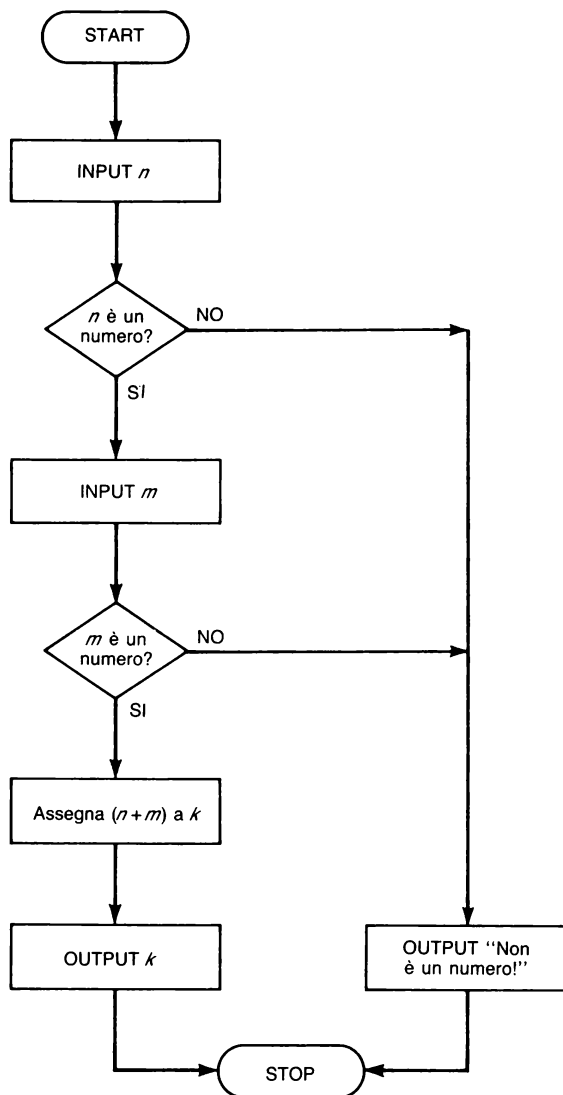 START
INPUT n
n è un
numero?
NO
SI
INPUT m
m è un
numero?
NO
SI
Assegna (n+m) a k
OUTPUT k
OUTPUT ‘‘Non
è un numero!’’
STOP